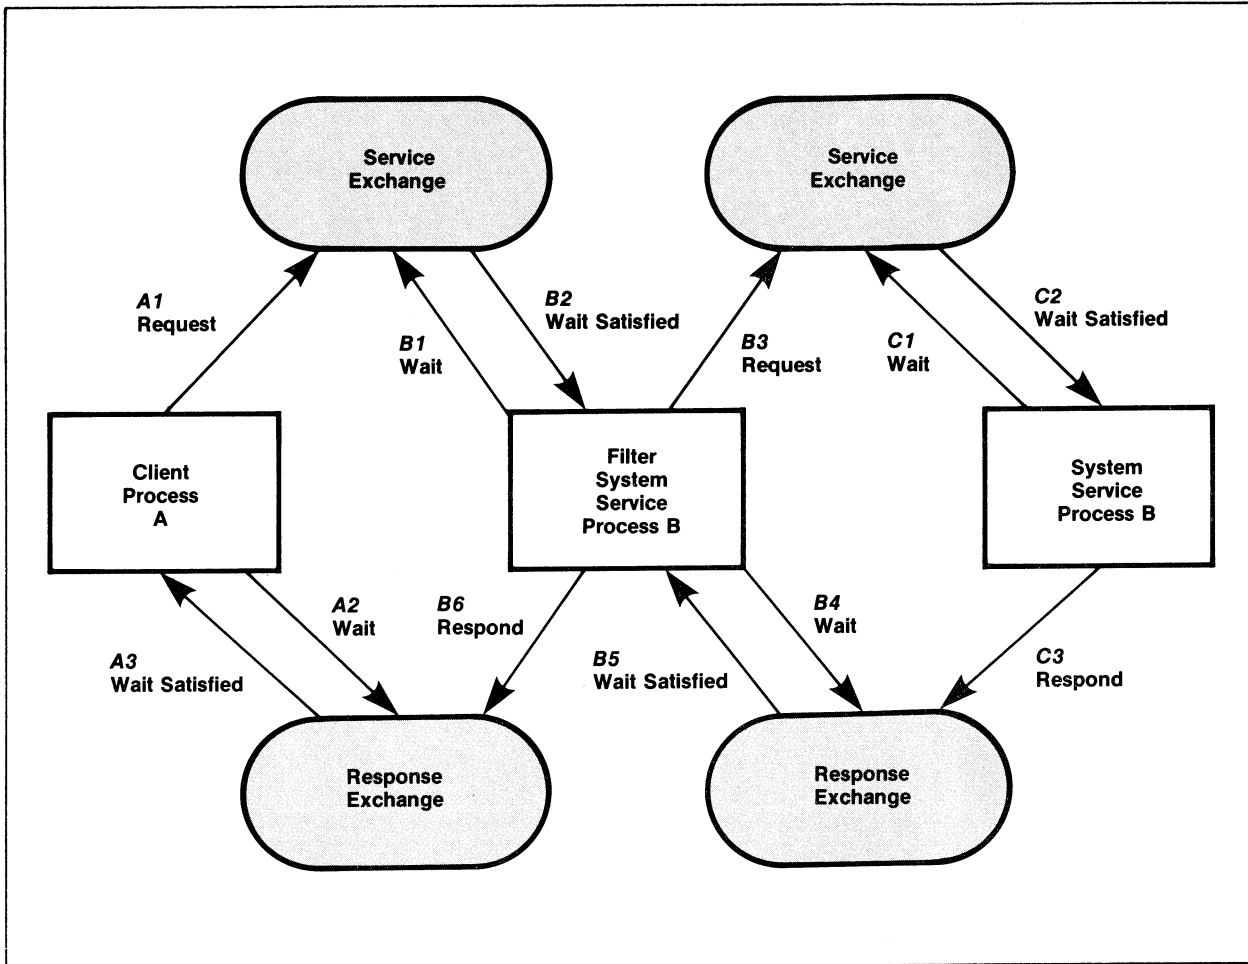 Service
Exchange
Service
Exchange
A1
Request
B1
Wait
B2
Wait Satisfied
B3
Request
C1
Wait
C2
Wait Satisfied
Client
Process
A
Filter
System
Service
Process B
System
Service
Process B
A2
Wait
A3
Wait Satisfied
B6
Respond
B5
Wait Satisfied
B4
Wait
C3
Respond
Response
Exchange
Response
Exchange